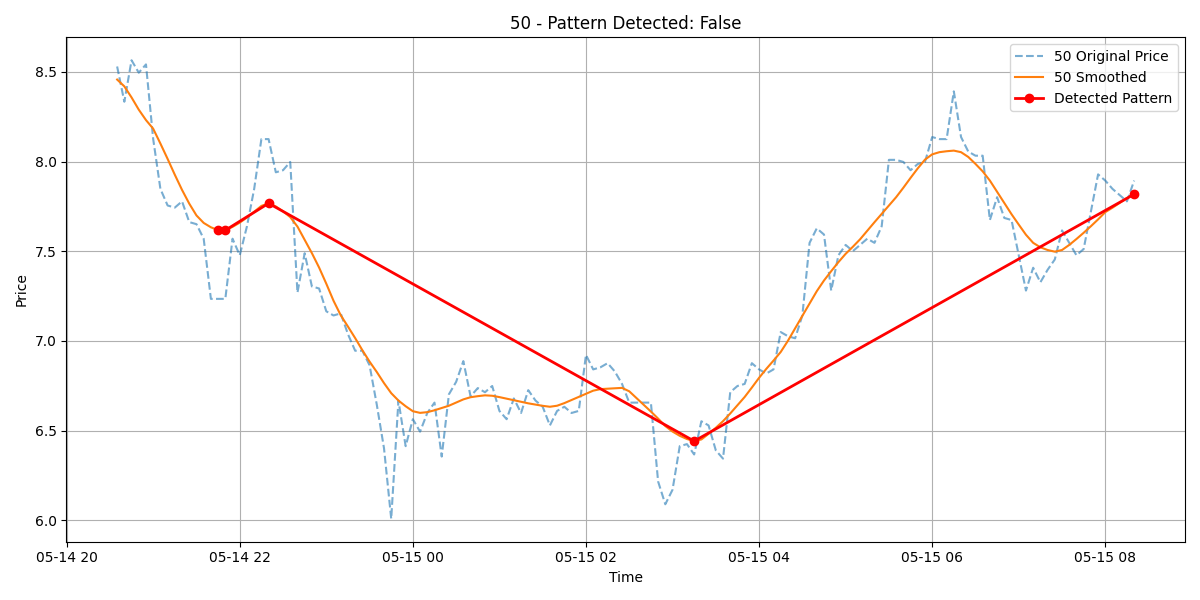 50 - Pattern Detected: False
50 Original Price
50 Smoothed
Detected Pattern
Price
8.5
8.0
7.5
7.0
6.5
6.0
05-14 20 05-14 22 05-15 00 05-15 02 05-15 04 05-15 06 05-15 08
Time